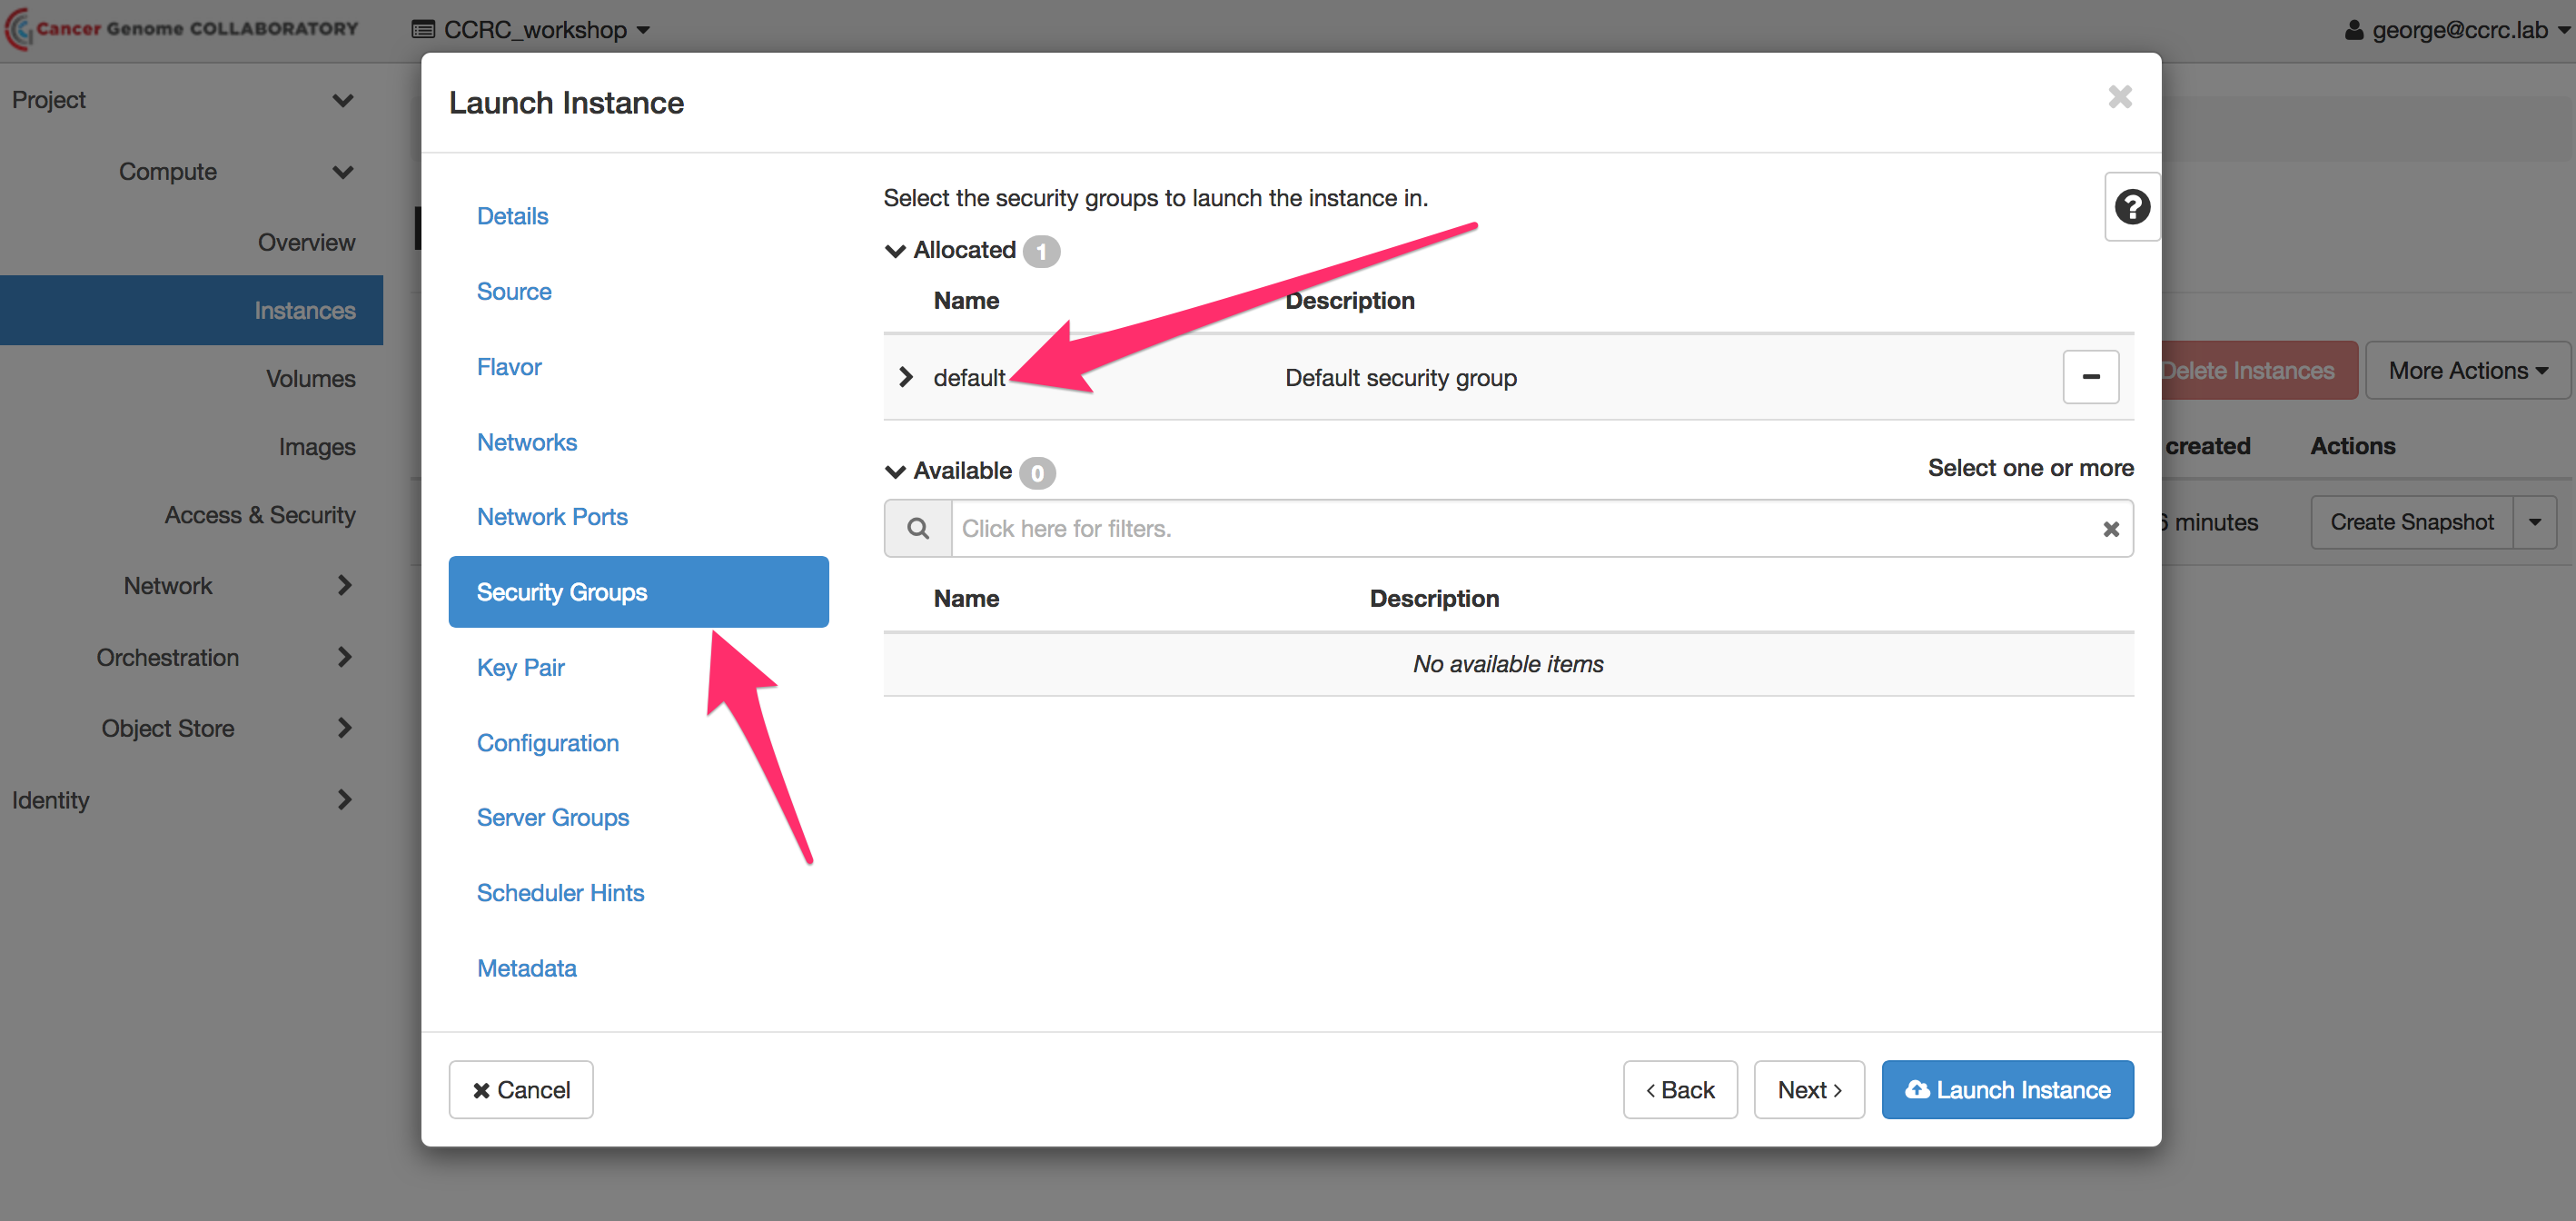 Cancer Genome COLLABORATORY
CCRC_workshop
george@ccrc.lab
Project
Compute
Overview
Instances
Volumes
Images
Access & Security
Network
Orchestration
Object Store
Identity
Launch Instance
Details
Source
Flavor
Networks
Network Ports
Security Groups
Key Pair
Configuration
Server Groups
Scheduler Hints
Metadata
Select the security groups to launch the instance in.
Allocated 1
Name Description
default Default security group
Available 0 Select one or more
Click here for filters.
Name Description
No available items
Cancel
Back
Next
Launch Instance
Delete Instances
More Actions
created Actions
minutes Create Snapshot